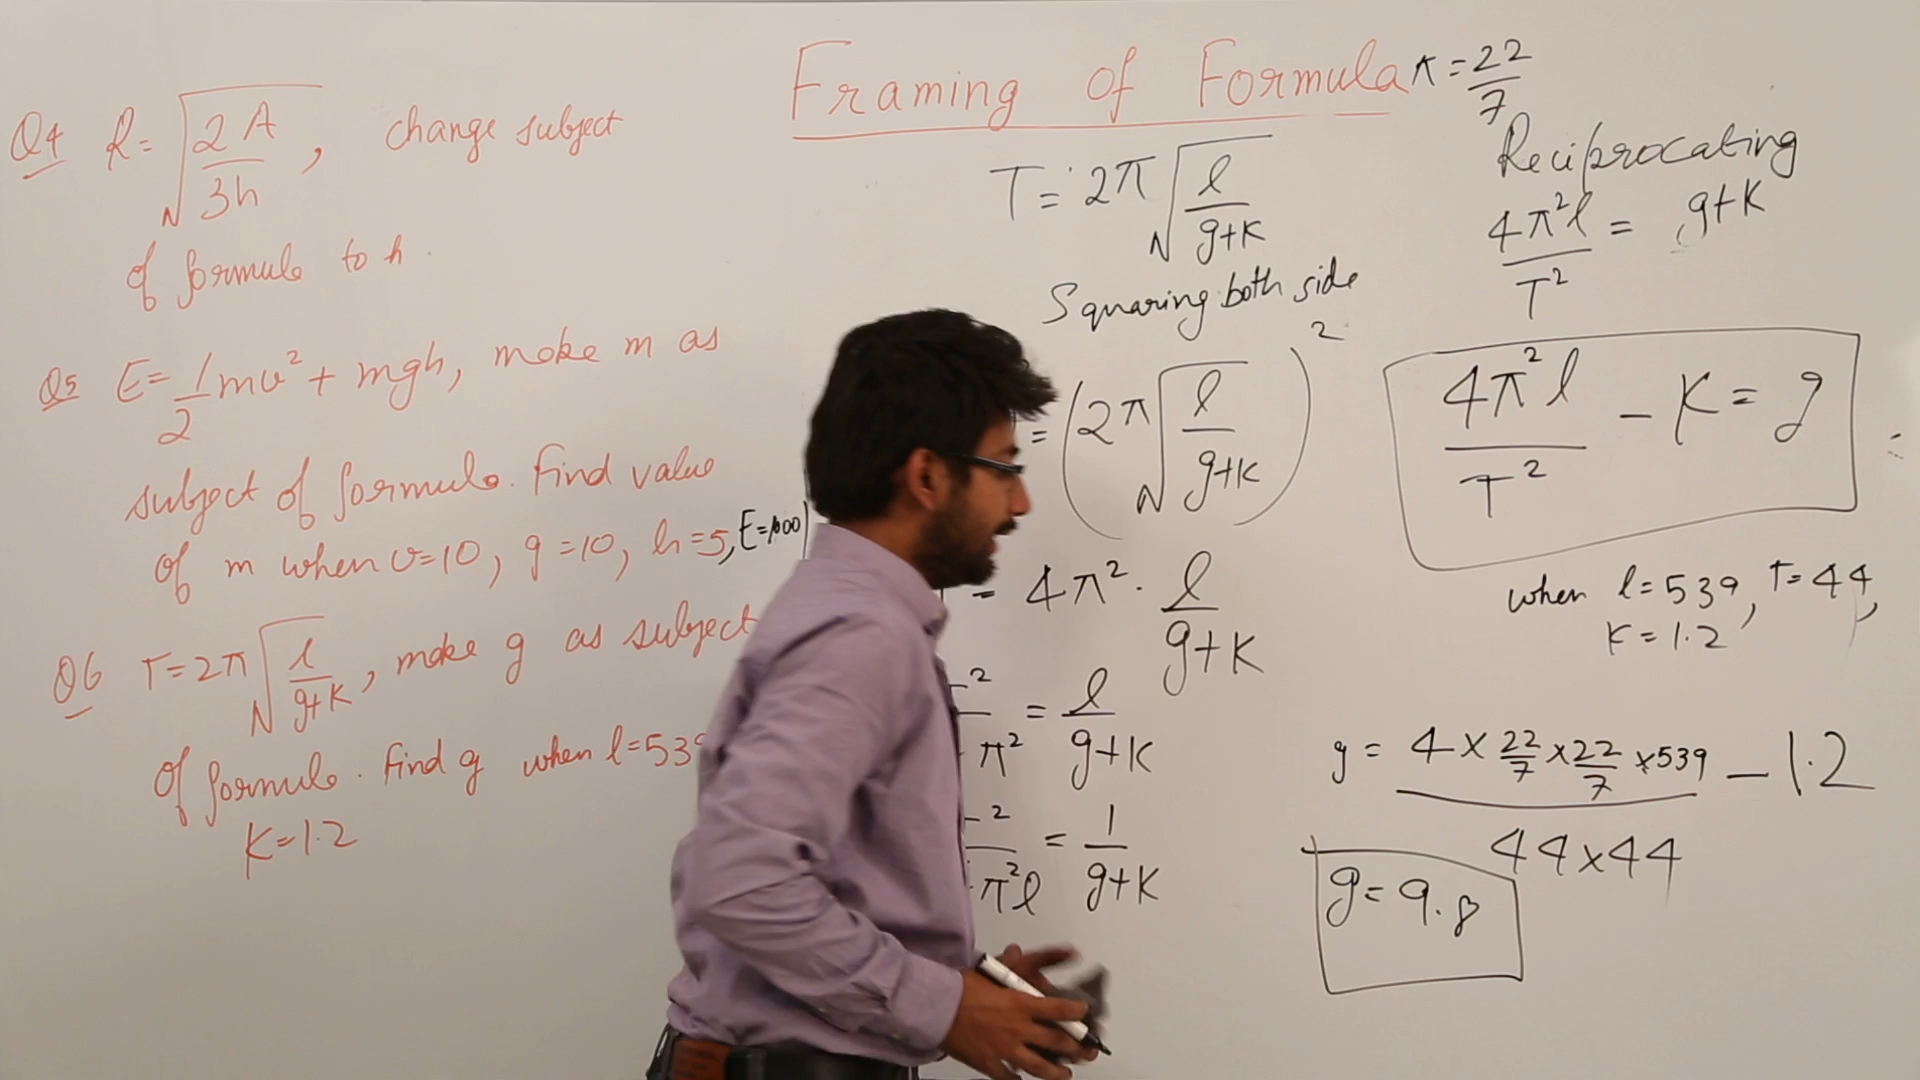 Framing of Formula
Q4 R = √(2A/3h), change subject
of formula to h.
Q5 E = 1/2 mv² + mgh, make m as
subject of formula. Find value
of m when v=10, g=10, h=5, E=1000
Q6 T = 2π√(l/(g+K)), make g as subject
of formula. Find g when l=539
K=1.2
T = 2π√(l/(g+K))
Squaring both side
= (2π√(l/(g+K)))²
= 4π² · l/(g+K)
²/π² = l/(g+K)
²/π²l = 1/(g+K)
π = 22/7
Reciprocating
4π²l/T² = g+K
4π²l/T² - K = g
when l=539, T=44,
K=1.2
g = (4 × 22/7 × 22/7 × 539)/(44×44) - 1.2
g = 9.8